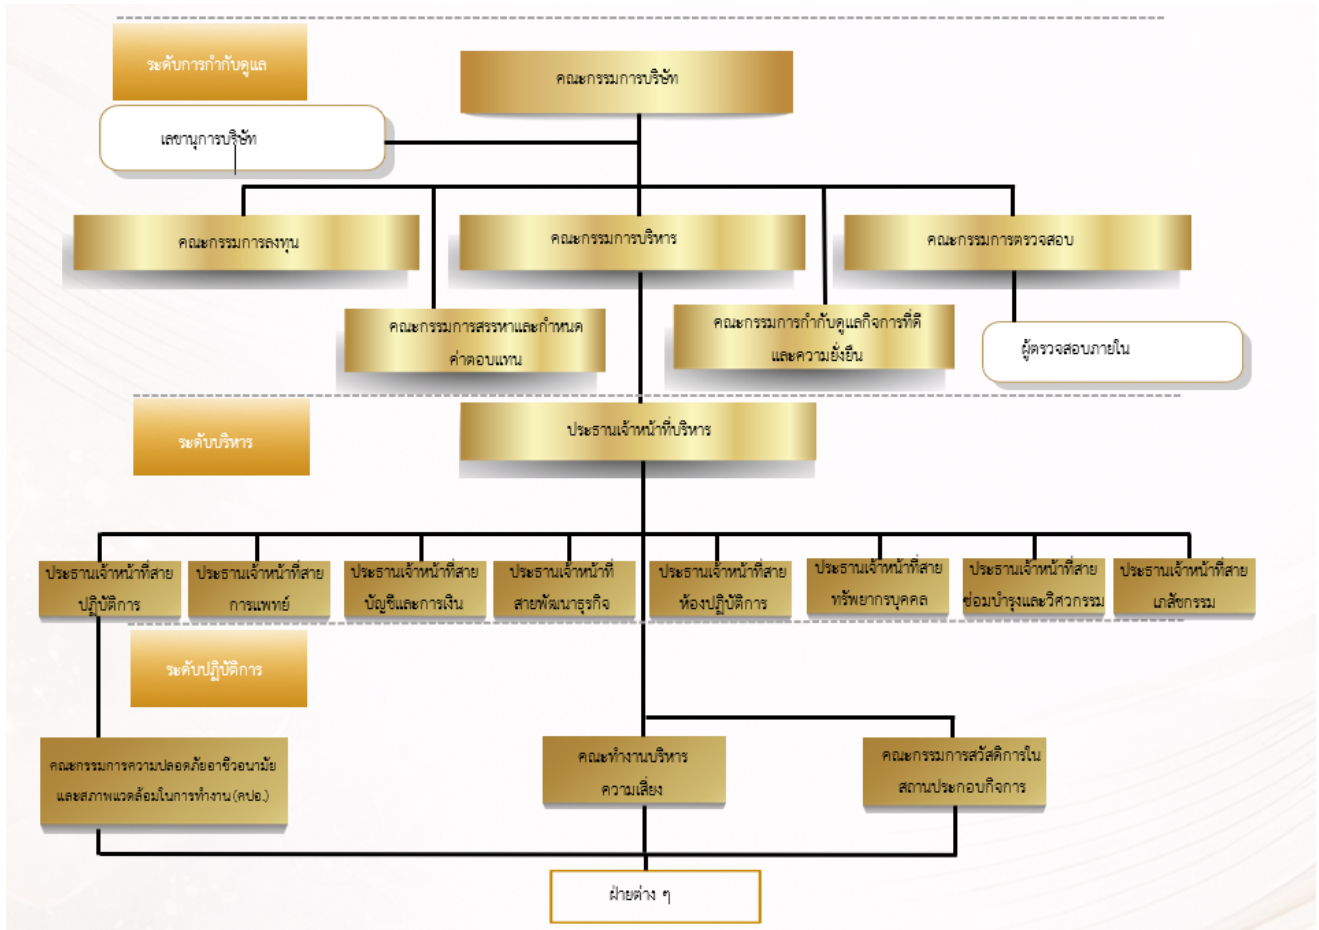 ระดับการกำกับดูแล
คณะกรรมการบริษัท
เลขานุการบริษัท
คณะกรรมการลงทุน
คณะกรรมการบริหาร
คณะกรรมการตรวจสอบ
คณะกรรมการสรรหาและกำหนด
ค่าตอบแทน
คณะกรรมการกำกับดูแลกิจการที่ดี
และความยั่งยืน
ผู้ตรวจสอบภายใน
ระดับบริหาร
ประธานเจ้าหน้าที่บริหาร
ประธานเจ้าหน้าที่สาย
ปฏิบัติการ
ประธานเจ้าหน้าที่สาย
การแพทย์
ประธานเจ้าหน้าที่สาย
บัญชีและการเงิน
ประธานเจ้าหน้าที่
สายพัฒนาธุรกิจ
ประธานเจ้าหน้าที่สาย
ห้องปฏิบัติการ
ประธานเจ้าหน้าที่สาย
ทรัพยากรบุคคล
ประธานเจ้าหน้าที่สาย
ซ่อมบำรุงและวิศวกรรม
ประธานเจ้าหน้าที่สาย
เภสัชกรรม
ระดับปฏิบัติการ
คณะกรรมการความปลอดภัยอาชีวอนามัย
และสภาพแวดล้อมในการทำงาน (คปอ.)
คณะทำงานบริหาร
ความเสี่ยง
คณะกรรมการสวัสดิการใน
สถานประกอบกิจการ
ฝ่ายต่าง ๆ